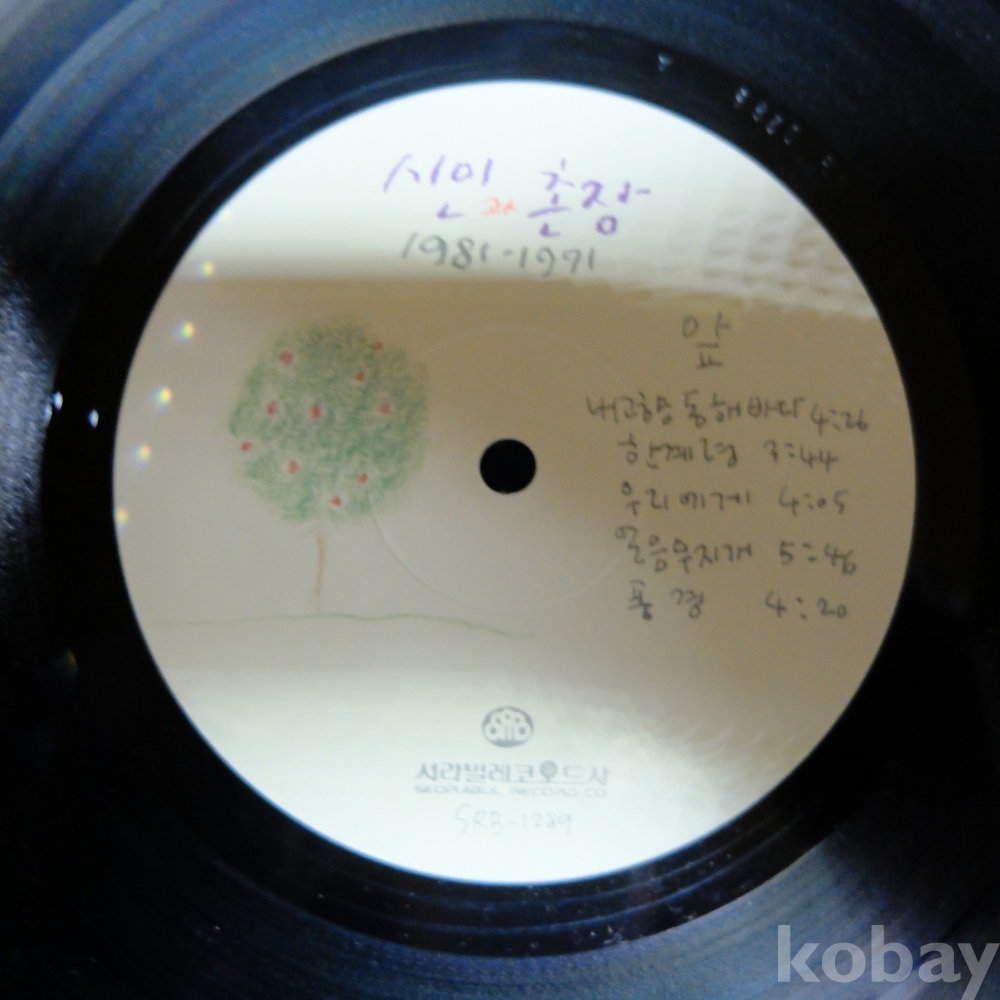 시인과 촌장
1981-1991
앞
내고향 동해바다 4:26
한계령 3:44
우리에게 4:05
얼음무지개 5:46
풍경 4:20
서라벌레코오드사
SEORABUL RECORD CO
SRB-1289
kobay